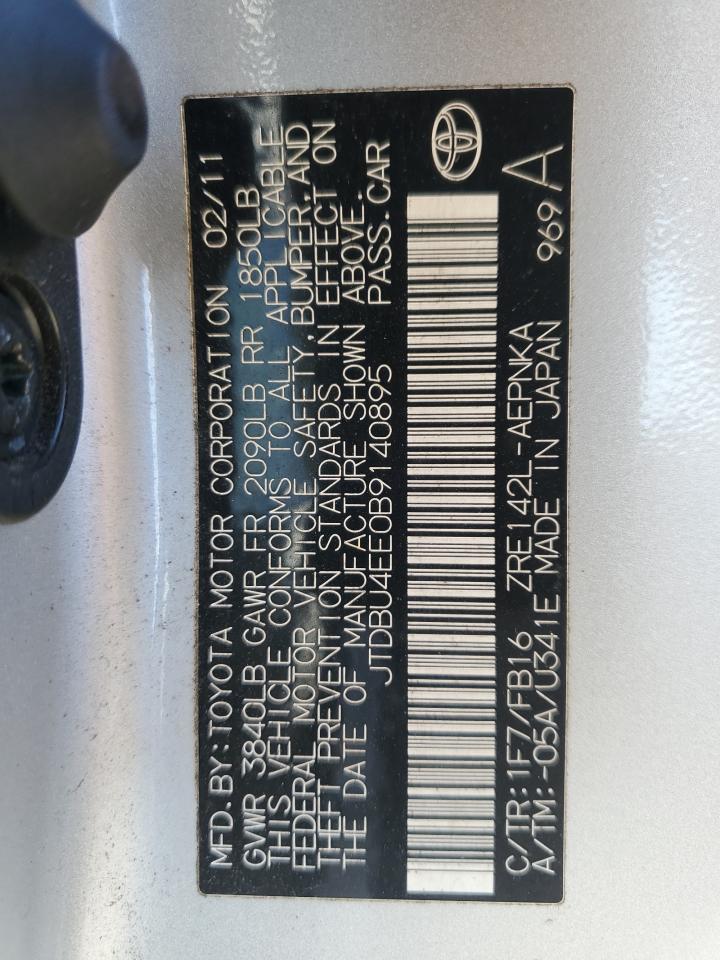 MFD.BY:TOYOTA MOTOR CORPORATION 02/11
GVWR 3840LB GAWR FR 2090LB RR 1850LB
THIS VEHICLE CONFORMS TO ALL APPLICABLE
FEDERAL MOTOR VEHICLE SAFETY,BUMPER,AND
THEFT PREVENTION STANDARDS IN EFFECT ON
THE DATE OF MANUFACTURE SHOWN ABOVE.
JTDBU4EE0B9140895 PASS.CAR
C/TR:1F7/FB16 ZRE142L-AEPNKA
A/TM:-05A/U341E MADE IN JAPAN 969 A